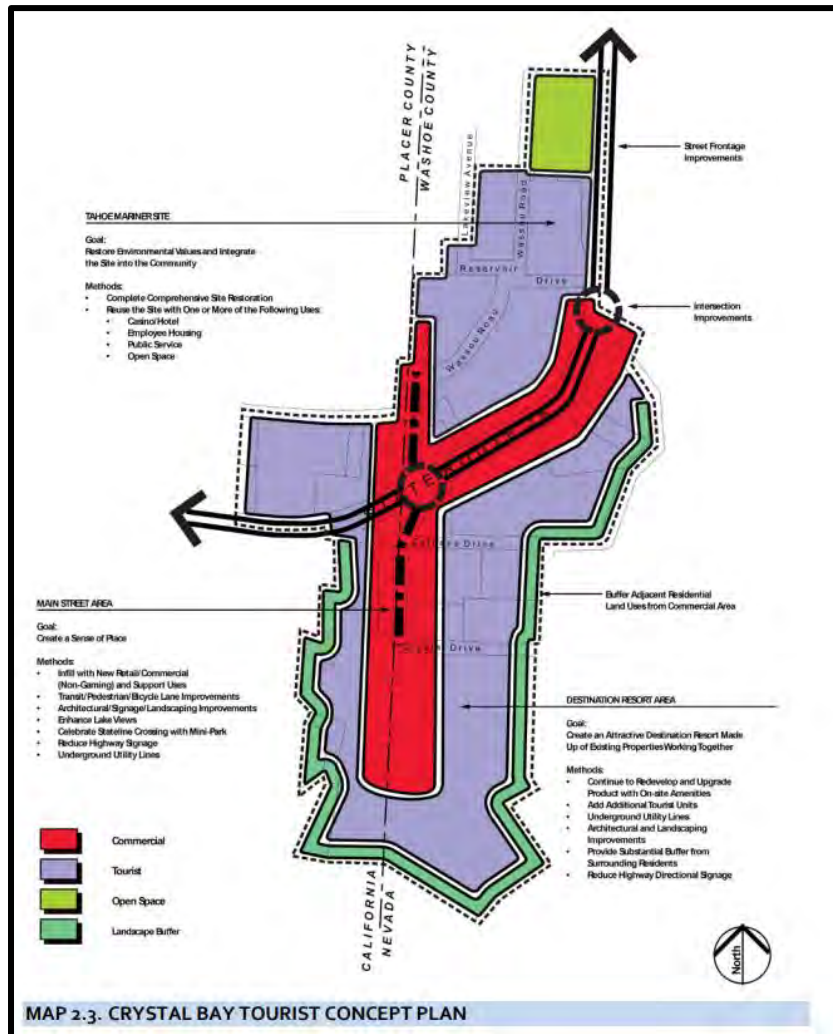 PLACER COUNTY
WASHOE COUNTY
Lakeview Avenue
Wassou Road
Street Frontage
Improvements
TAHOE MARINER SITE
Goal:
Restore Environmental Values and Integrate
the Site into the Community
Methods:
• Complete Comprehensive Site Restoration
• Reuse the Site with One or More of the Following Uses:
• Casino/Hotel
• Employee Housing
• Public Service
• Open Space
Reservoir
Drive
Intersection
Improvements
Wassou Road
Drive
Drive
MAIN STREET AREA
Goal:
Create a Sense of Place
Methods:
• Infill with New Retail/Commercial
(Non-Gaming) and Support Uses
• Transit/Pedestrian/Bicycle Lane Improvements
• Architectural/Signage/Landscaping Improvements
• Enhance Lake Views
• Celebrate Stateline Crossing with Mini-Park
• Reduce Highway Signage
• Underground Utility Lines
Buffer Adjacent Residential
Land Uses from Commercial Area
DESTINATION RESORT AREA
Goal:
Create an Attractive Destination Resort Made
Up of Existing Properties Working Together
Methods:
• Continue to Redevelop and Upgrade
Product with On-site Amenities
• Add Additional Tourist Units
• Underground Utility Lines
• Architectural and Landscaping
Improvements
• Provide Substantial Buffer from
Surrounding Residents
• Reduce Highway Directional Signage
Commercial
Tourist
Open Space
Landscape Buffer
CALIFORNIA
NEVADA
North
MAP 2.3. CRYSTAL BAY TOURIST CONCEPT PLAN